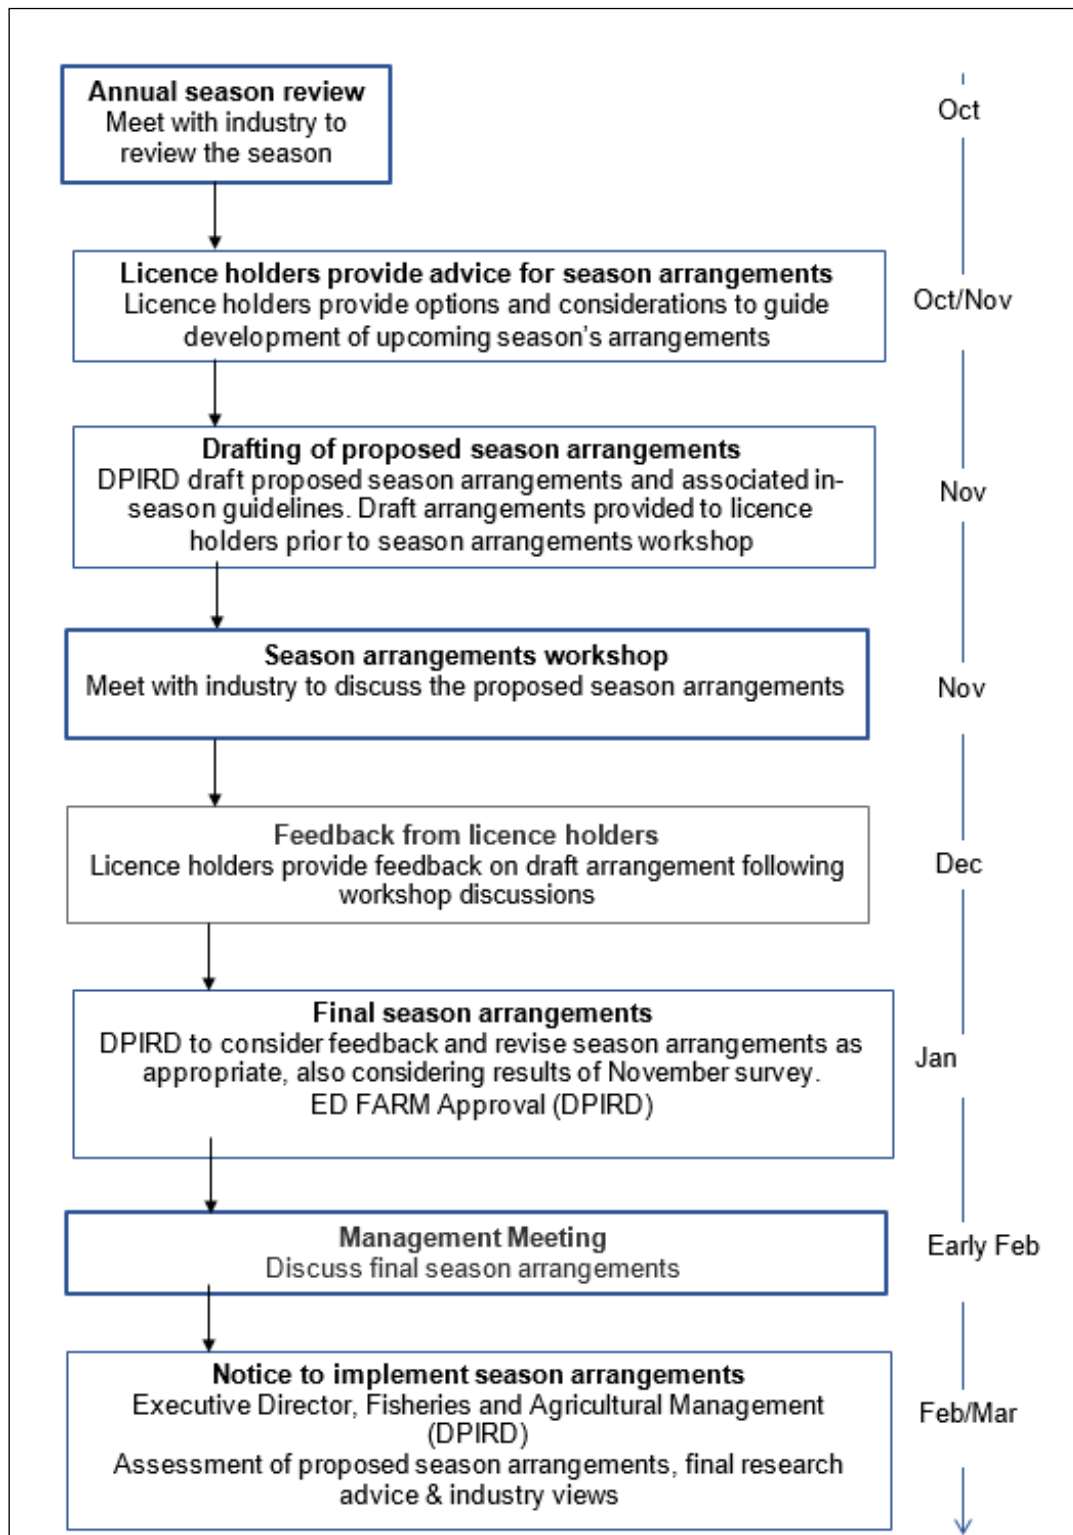 Annual season review
Meet with industry to
review the season
Oct
Licence holders provide advice for season arrangements
Licence holders provide options and considerations to guide
development of upcoming season's arrangements
Oct/Nov
Drafting of proposed season arrangements
DPIRD draft proposed season arrangements and associated in-
season guidelines. Draft arrangements provided to licence
holders prior to season arrangements workshop
Nov
Season arrangements workshop
Meet with industry to discuss the proposed season arrangements
Nov
Feedback from licence holders
Licence holders provide feedback on draft arrangement following
workshop discussions
Dec
Final season arrangements
DPIRD to consider feedback and revise season arrangements as
appropriate, also considering results of November survey.
ED FARM Approval (DPIRD)
Jan
Management Meeting
Discuss final season arrangements
Early Feb
Notice to implement season arrangements
Executive Director, Fisheries and Agricultural Management
(DPIRD)
Assessment of proposed season arrangements, final research
advice & industry views
Feb/Mar